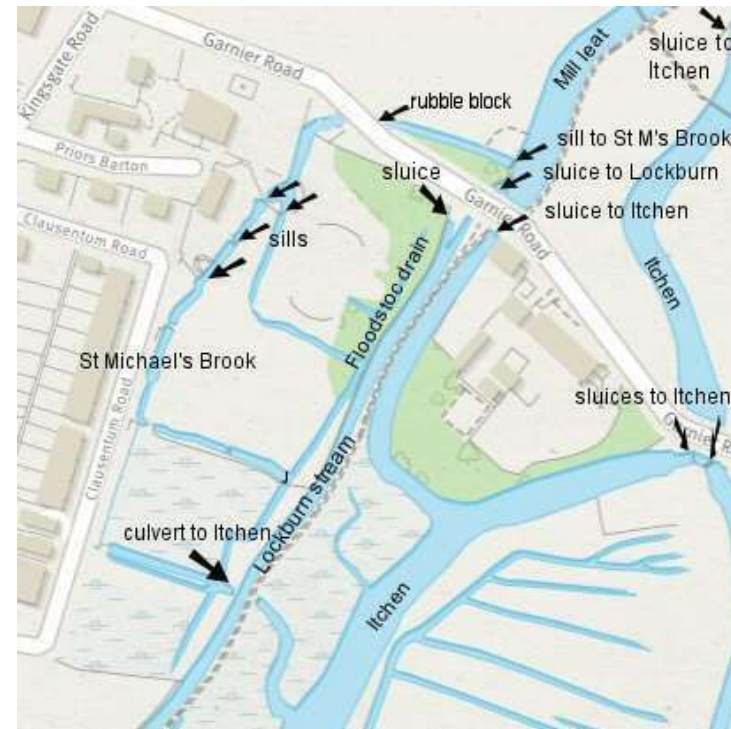 Garnier Road
Kingsgate Road
Mill leat
sluice to
Itchen
rubble block
sill to St M's Brook
Priors Barton
sluice
sluice to Lockburn
Garnier Road
sluice to Itchen
Clausentum Road
sills
Floodstoc drain
Itchen
St Michael's Brook
sluices to Itchen
Clausentum Road
Garnier R
Lockburn stream
culvert to Itchen
Itchen